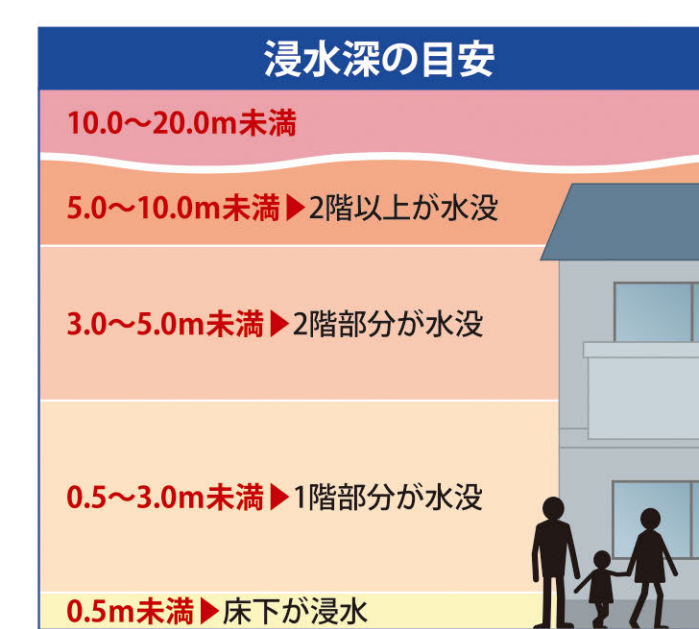 浸水深の目安
10.0〜20.0m未満
5.0〜10.0m未満▶2階以上が水没
3.0〜5.0m未満▶2階部分が水没
0.5〜3.0m未満▶1階部分が水没
0.5m未満▶床下が浸水